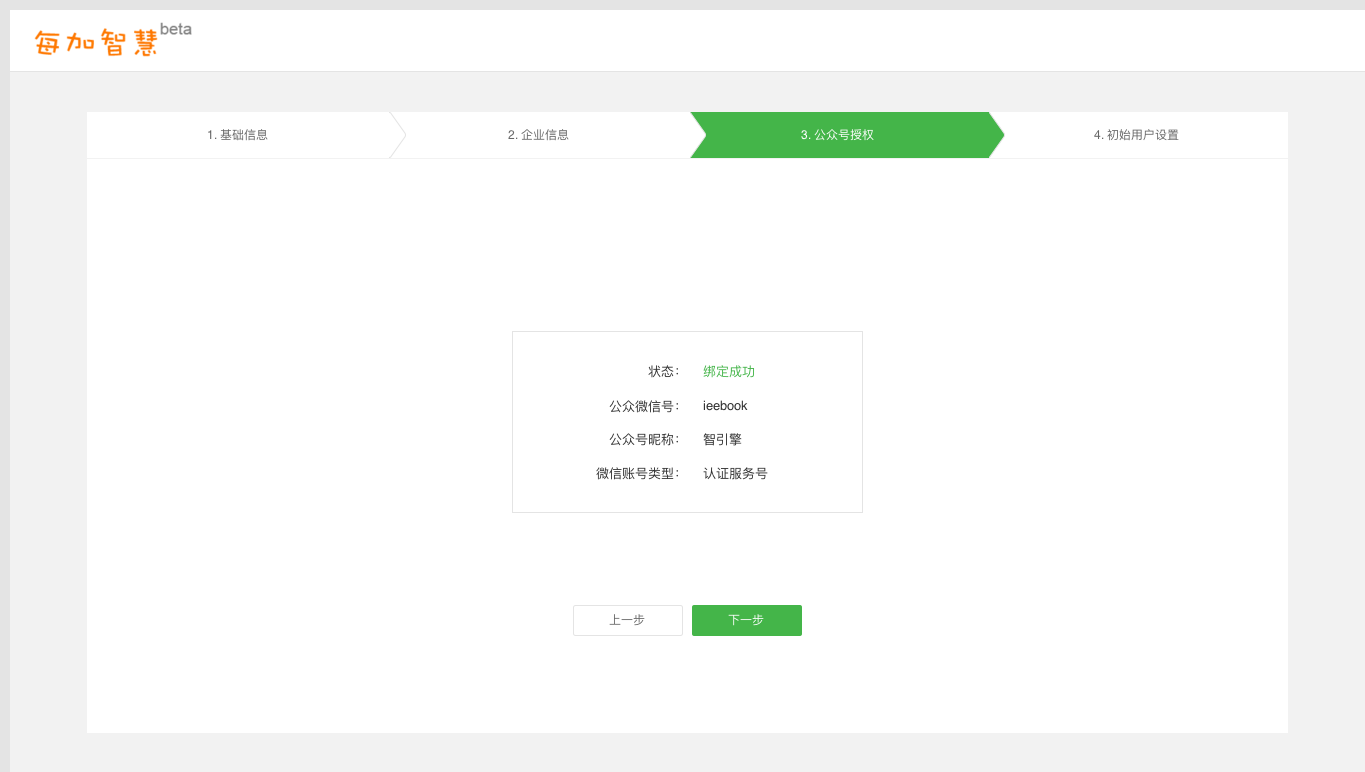 每加智慧beta
1. 基础信息
2. 企业信息
3. 公众号授权
4. 初始用户设置
状态： 绑定成功
公众微信号： ieebook
公众号昵称： 智引擎
微信账号类型： 认证服务号
上一步
下一步